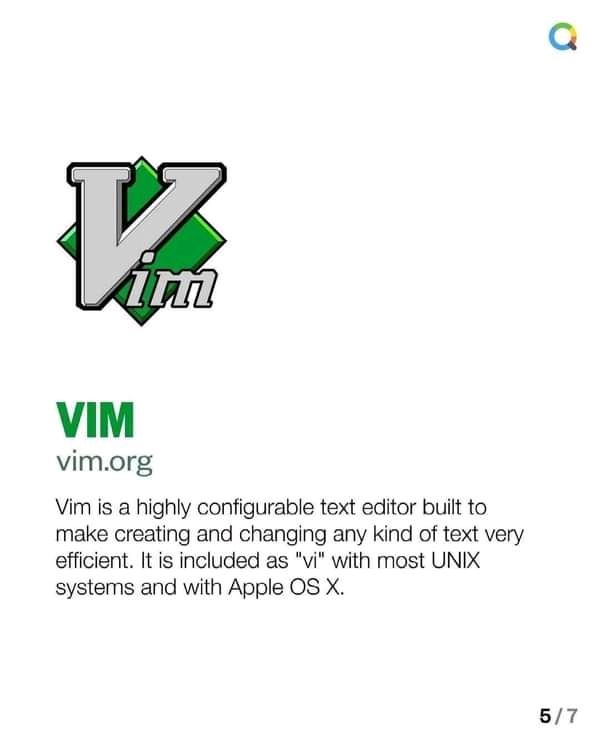 Vim
VIM
vim.org
Vim is a highly configurable text editor built to
make creating and changing any kind of text very
efficient. It is included as "vi" with most UNIX
systems and with Apple OS X.
5/7